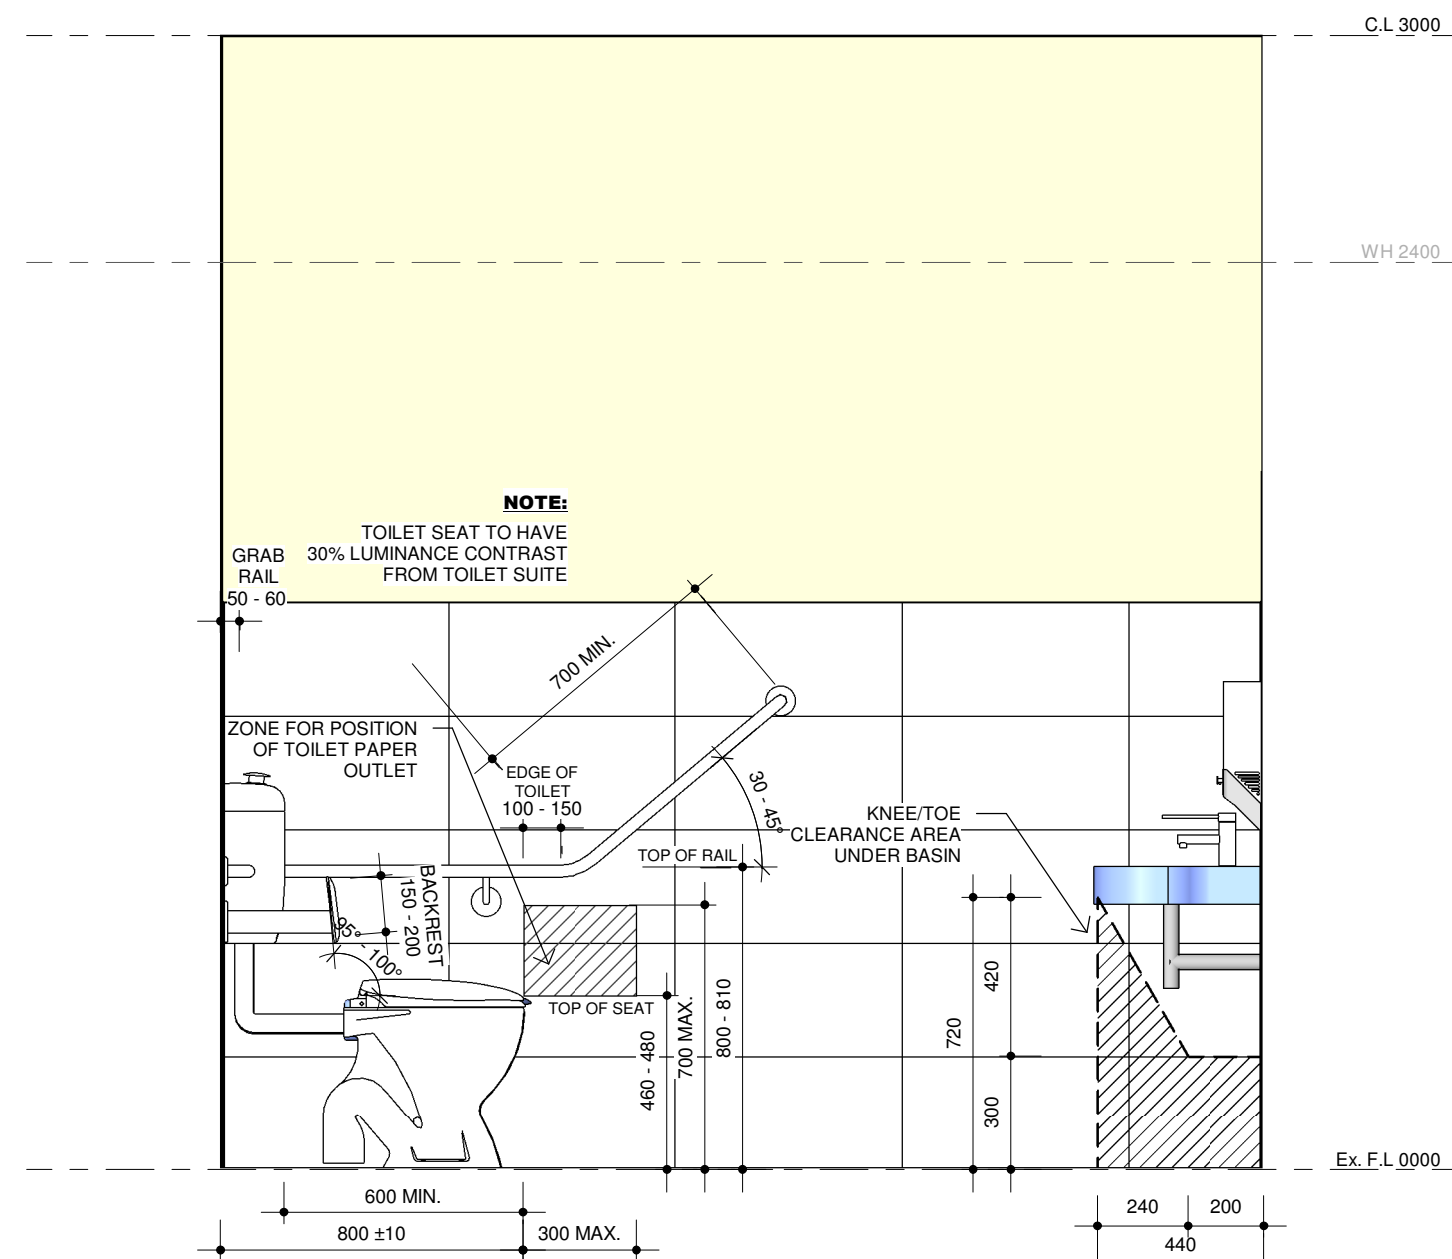 C.L 3000
WH 2400
NOTE:
TOILET SEAT TO HAVE
30% LUMINANCE CONTRAST
FROM TOILET SUITE
GRAB
RAIL
50 - 60
700 MIN.
ZONE FOR POSITION
OF TOILET PAPER
OUTLET
EDGE OF
TOILET
100 - 150
30 - 45°
KNEE/TOE
CLEARANCE AREA
UNDER BASIN
TOP OF RAIL
BACKREST
150 - 200
95° - 100°
TOP OF SEAT
460 - 480
700 MAX.
800 - 810
720
420
300
Ex. F.L 0000
600 MIN.
800 ±10
300 MAX.
240
200
440